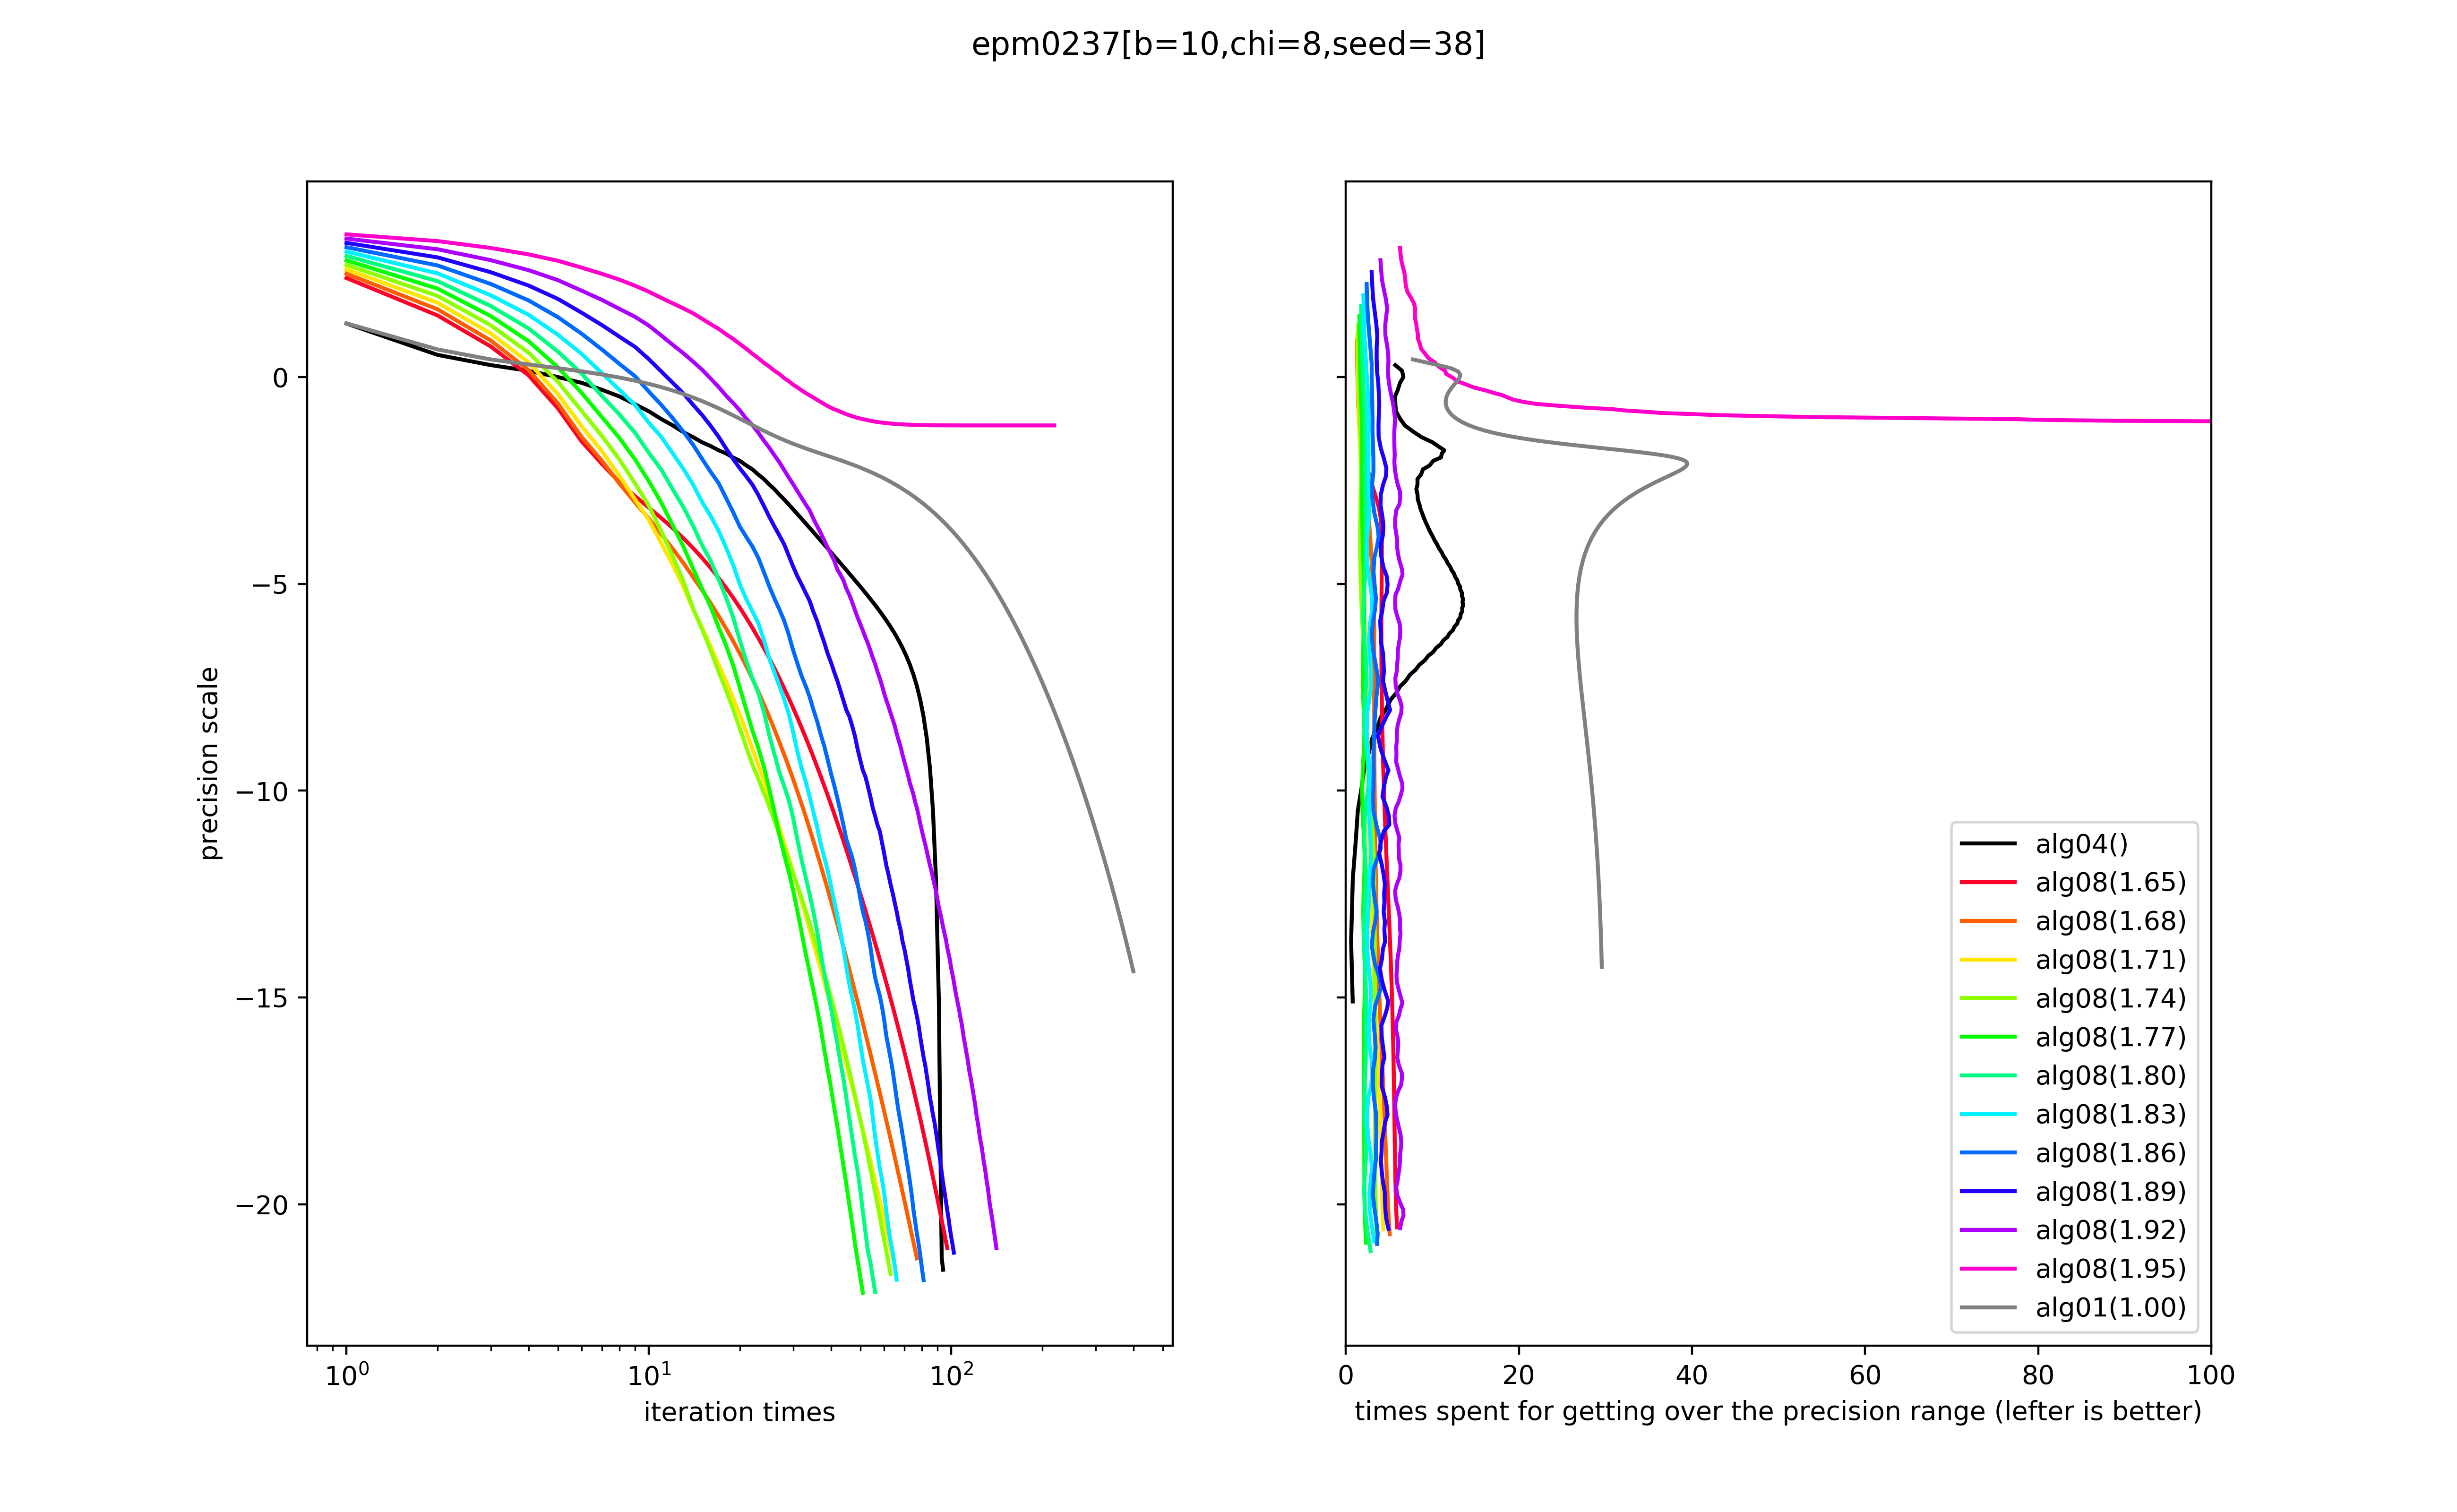 epm0237[b=10,chi=8,seed=38]
precision scale
0
−5
−10
−15
−20
10⁰ 10¹ 10²
iteration times
0 20 40 60 80 100
times spent for getting over the precision range (lefter is better)
alg04()
alg08(1.65)
alg08(1.68)
alg08(1.71)
alg08(1.74)
alg08(1.77)
alg08(1.80)
alg08(1.83)
alg08(1.86)
alg08(1.89)
alg08(1.92)
alg08(1.95)
alg01(1.00)